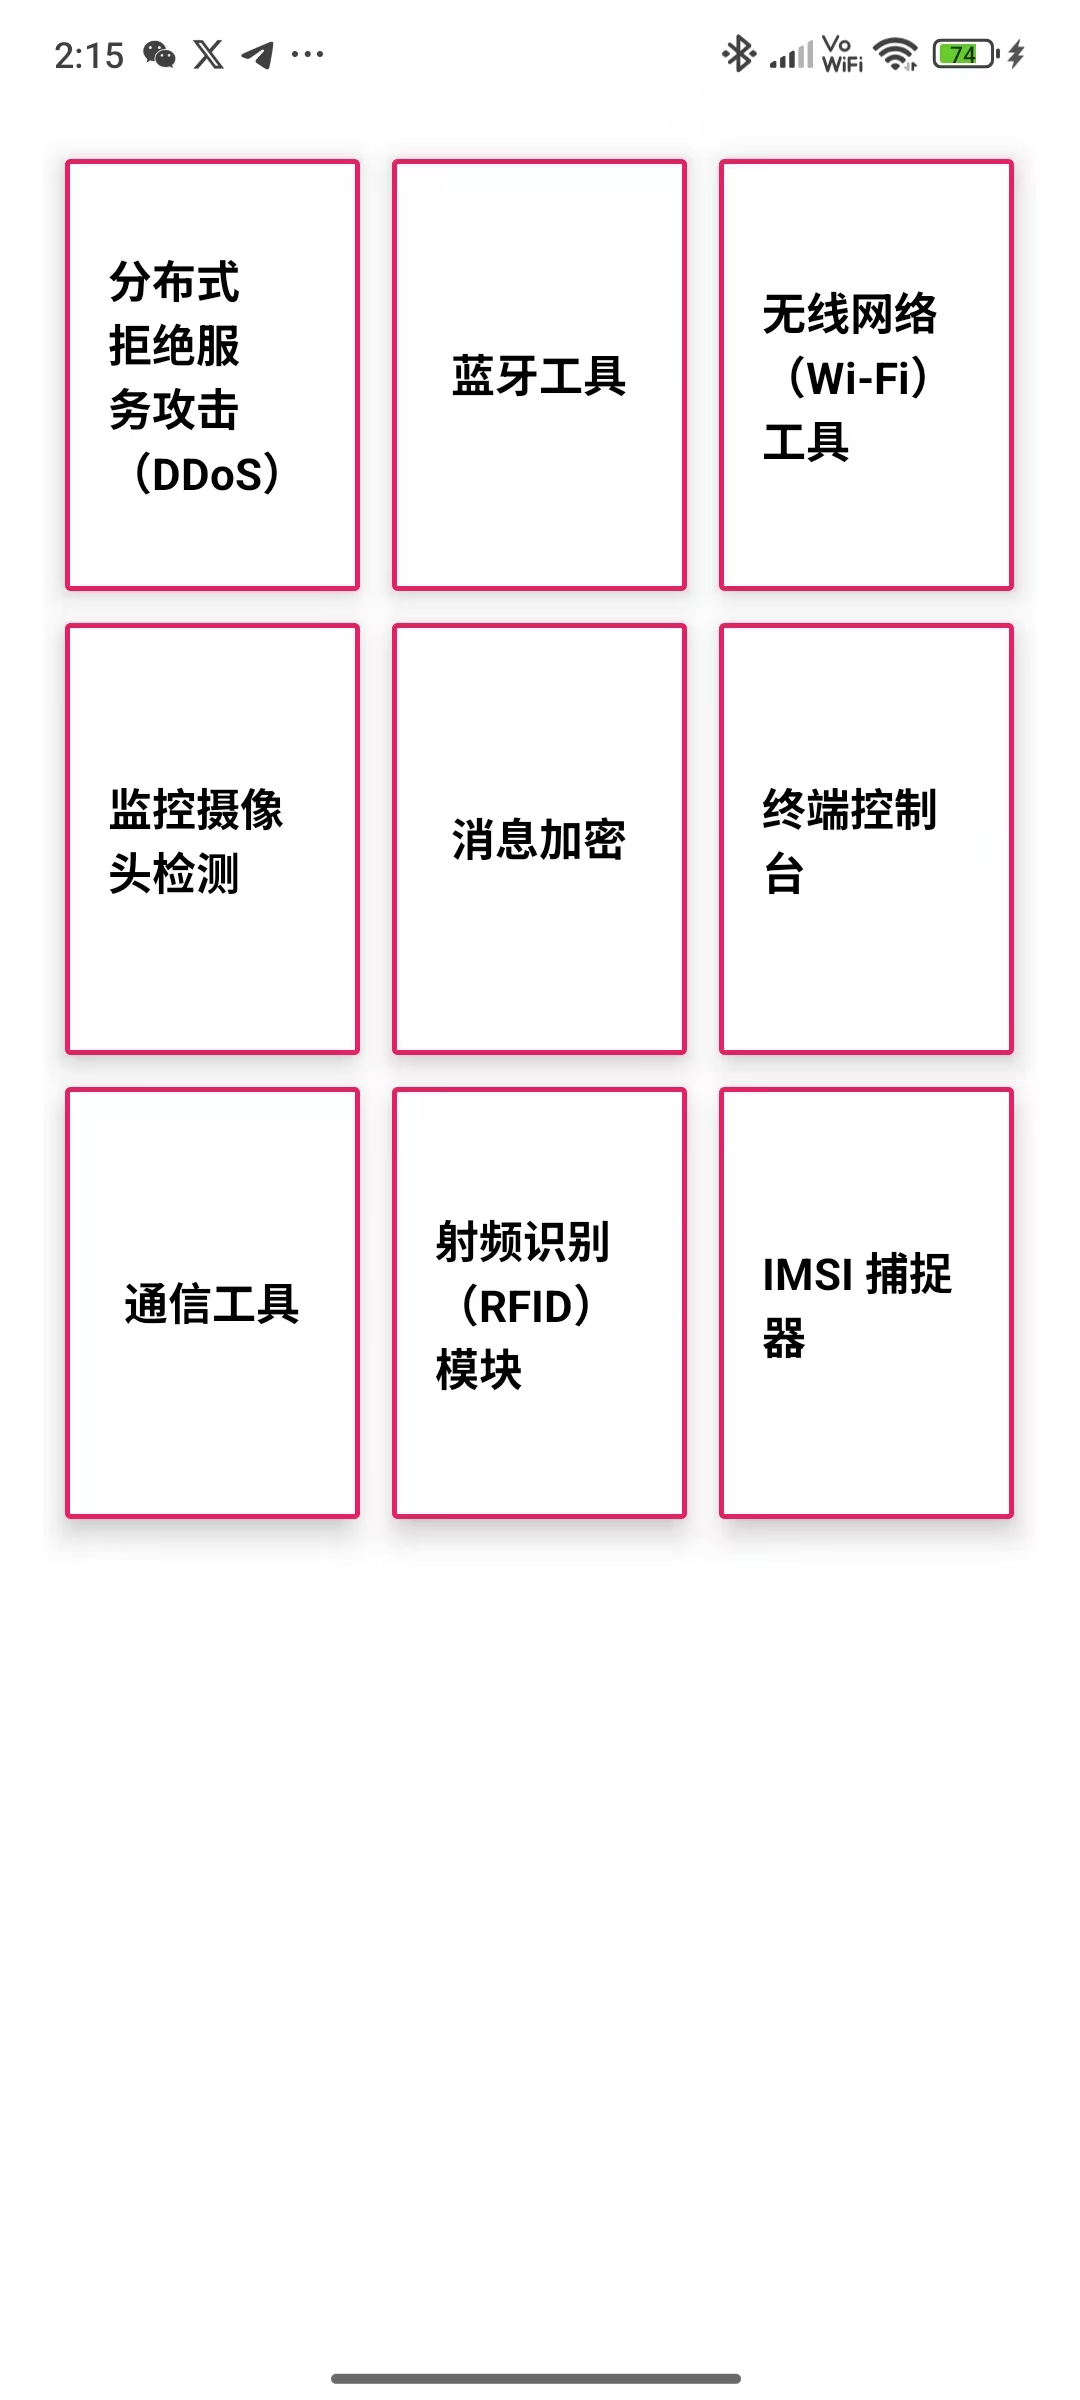 2:15
Vo
WiFi
74
分布式
拒绝服
务攻击
（DDoS）
蓝牙工具
无线网络
（Wi-Fi）
工具
监控摄像
头检测
消息加密
终端控制
台
通信工具
射频识别
（RFID）
模块
IMSI 捕捉
器